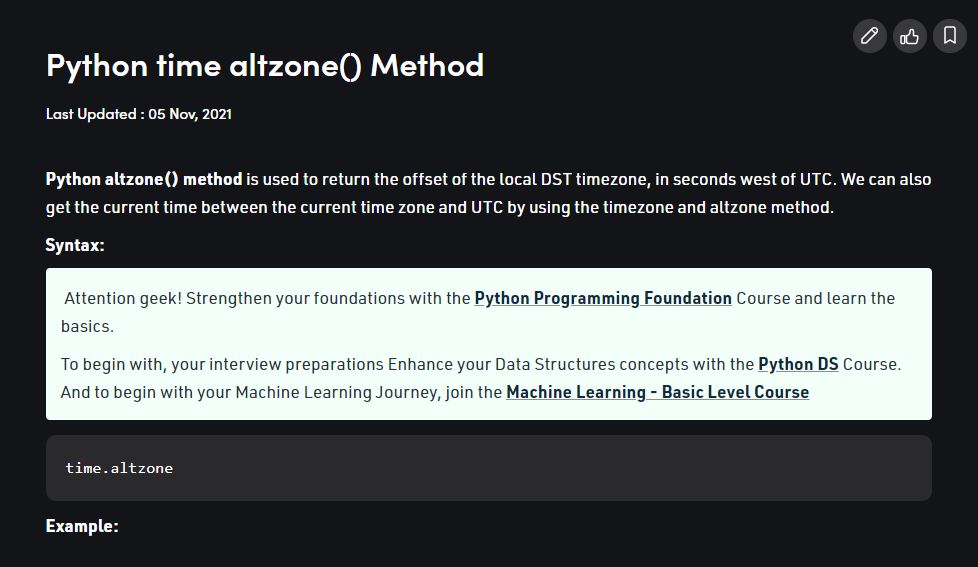 Python time altzone() Method
Last Updated : 05 Nov, 2021
Python altzone() method is used to return the offset of the local DST timezone, in seconds west of UTC. We can also
get the current time between the current time zone and UTC by using the timezone and altzone method.
Syntax:
Attention geek! Strengthen your foundations with the Python Programming Foundation Course and learn the
basics.
To begin with, your interview preparations Enhance your Data Structures concepts with the Python DS Course.
And to begin with your Machine Learning Journey, join the Machine Learning - Basic Level Course
time.altzone
Example: